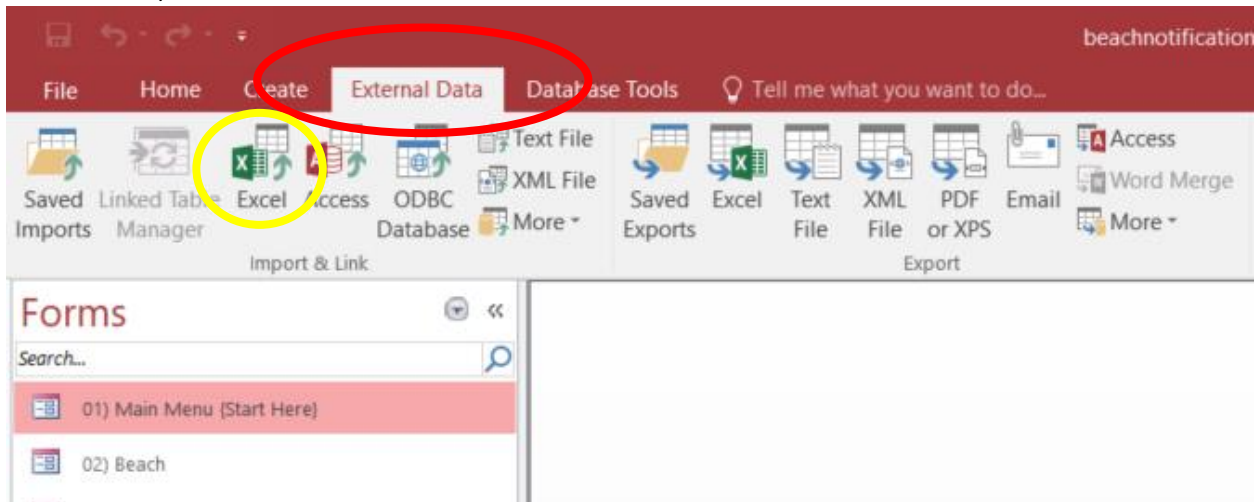 beachnotification
File Home Create External Data Database Tools Tell me what you want to do...
Saved Imports
Linked Table Manager
Excel
Access
ODBC Database
Text File
XML File
More
Import & Link
Saved Exports
Excel
Text File
XML File
PDF or XPS
Email
Access
Word Merge
More
Export
Forms
Search...
01) Main Menu {Start Here}
02) Beach